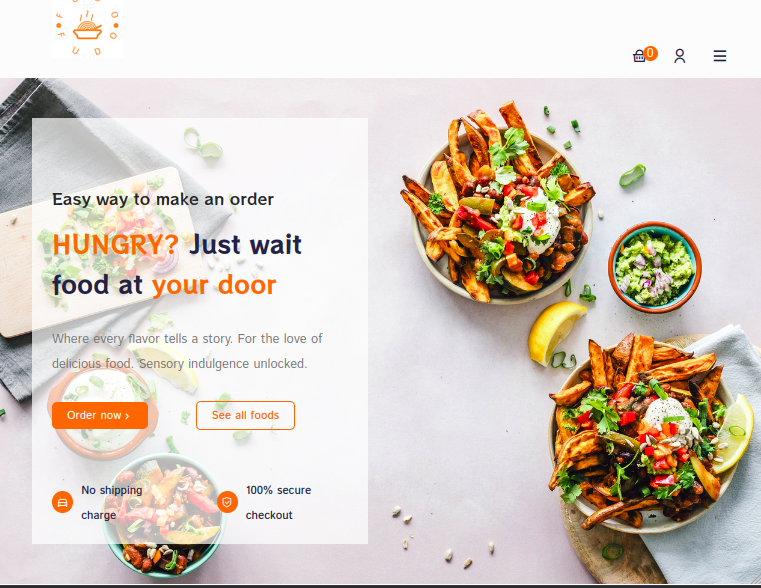 0
Easy way to make an order
HUNGRY? Just wait
food at your door
Where every flavor tells a story. For the love of
delicious food. Sensory indulgence unlocked.
Order now ›
See all foods
No shipping
charge
100% secure
checkout